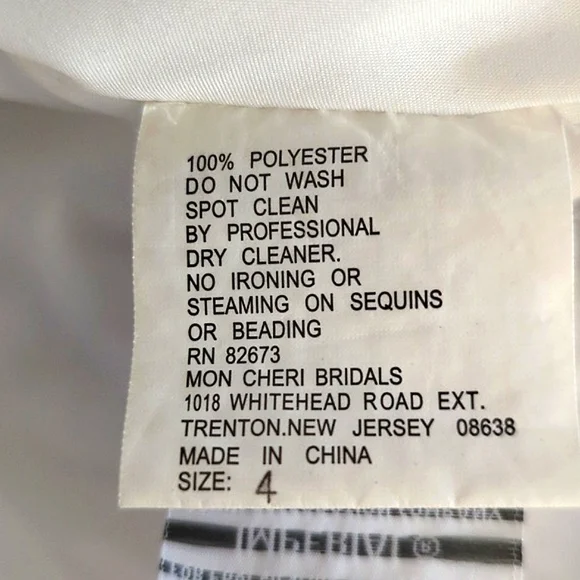 100% POLYESTER
DO NOT WASH
SPOT CLEAN
BY PROFESSIONAL
DRY CLEANER.
NO IRONING OR
STEAMING ON SEQUINS
OR BEADING
RN 82673
MON CHERI BRIDALS
1018 WHITEHEAD ROAD EXT.
TRENTON.NEW JERSEY 08638
MADE IN CHINA
SIZE: 4